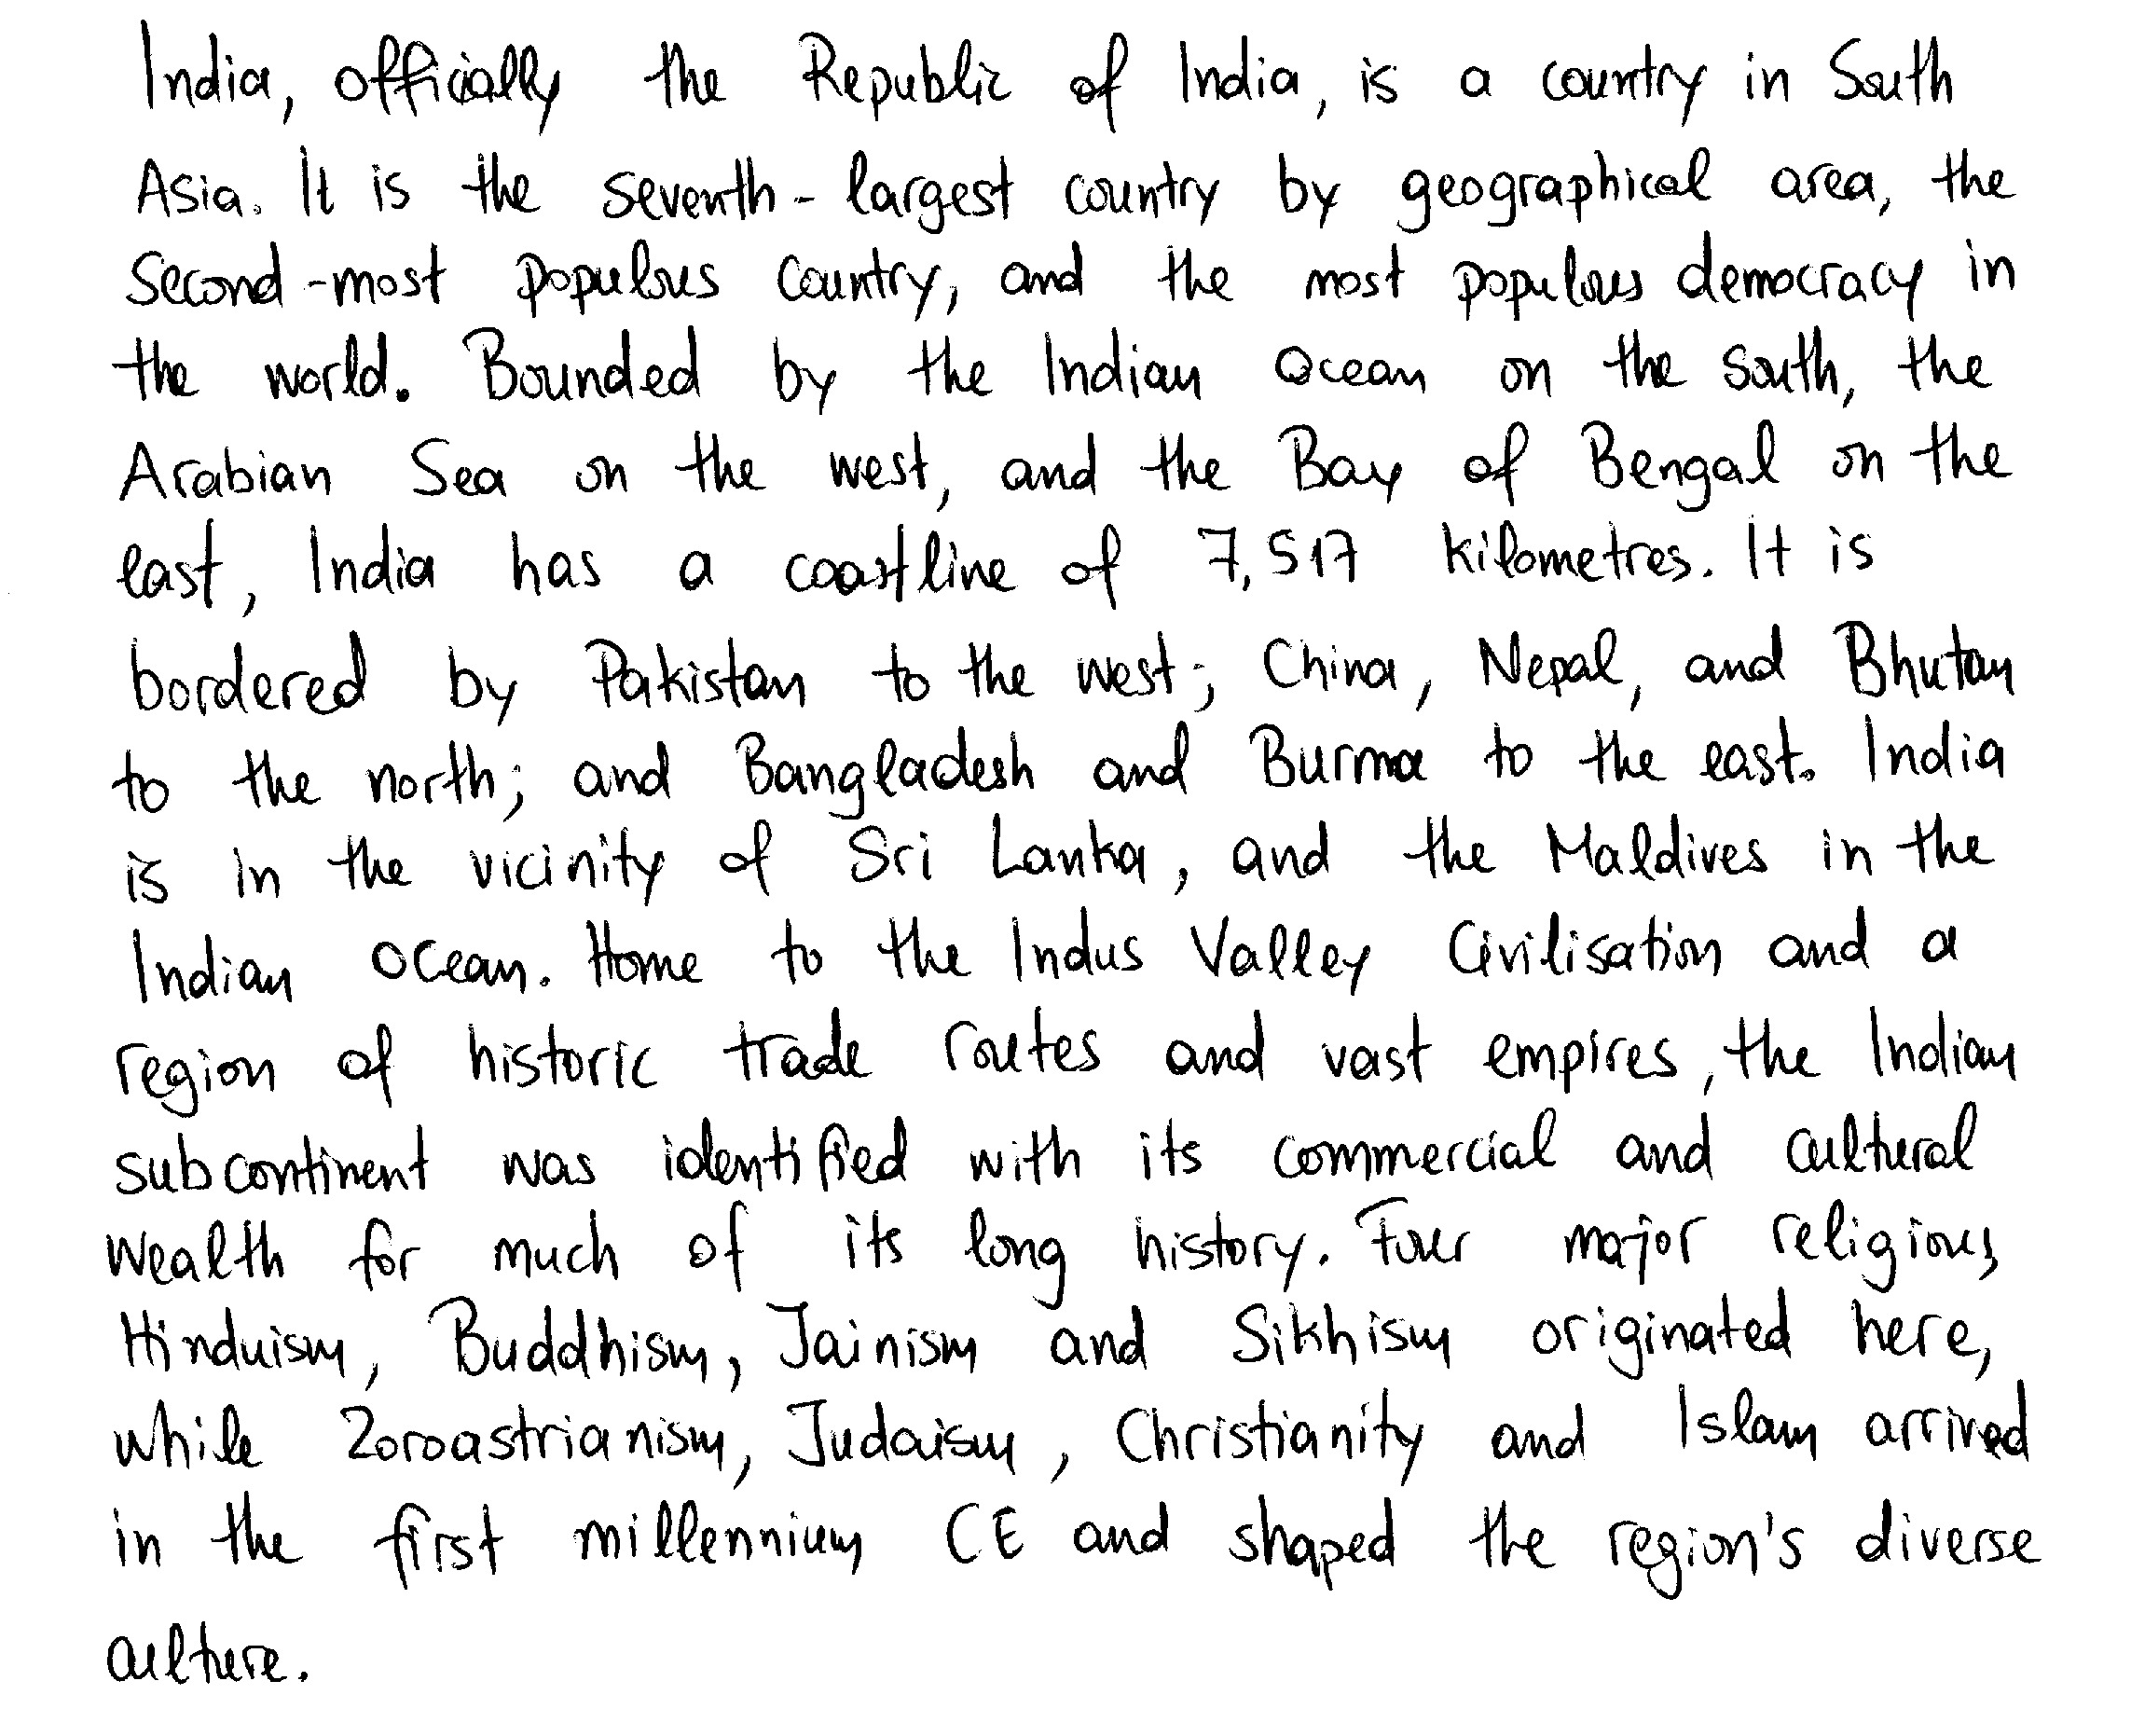 India, officially the Republic of India, is a country in South
Asia. It is the seventh-largest country by geographical area, the
second-most populous country, and the most populous democracy in
the world. Bounded by the Indian Ocean on the south, the
Arabian Sea on the west, and the Bay of Bengal on the
east, India has a coastline of 7,517 kilometres. It is
bordered by Pakistan to the west; China, Nepal, and Bhutan
to the north; and Bangladesh and Burma to the east. India
is in the vicinity of Sri Lanka, and the Maldives in the
Indian Ocean. Home to the Indus Valley Civilisation and a
region of historic trade routes and vast empires, the Indian
subcontinent was identified with its commercial and cultural
wealth for much of its long history. Four major religions,
Hinduism, Buddhism, Jainism and Sikhism originated here,
while Zoroastrianism, Judaism, Christianity and Islam arrived
in the first millennium CE and shaped the region's diverse
culture.